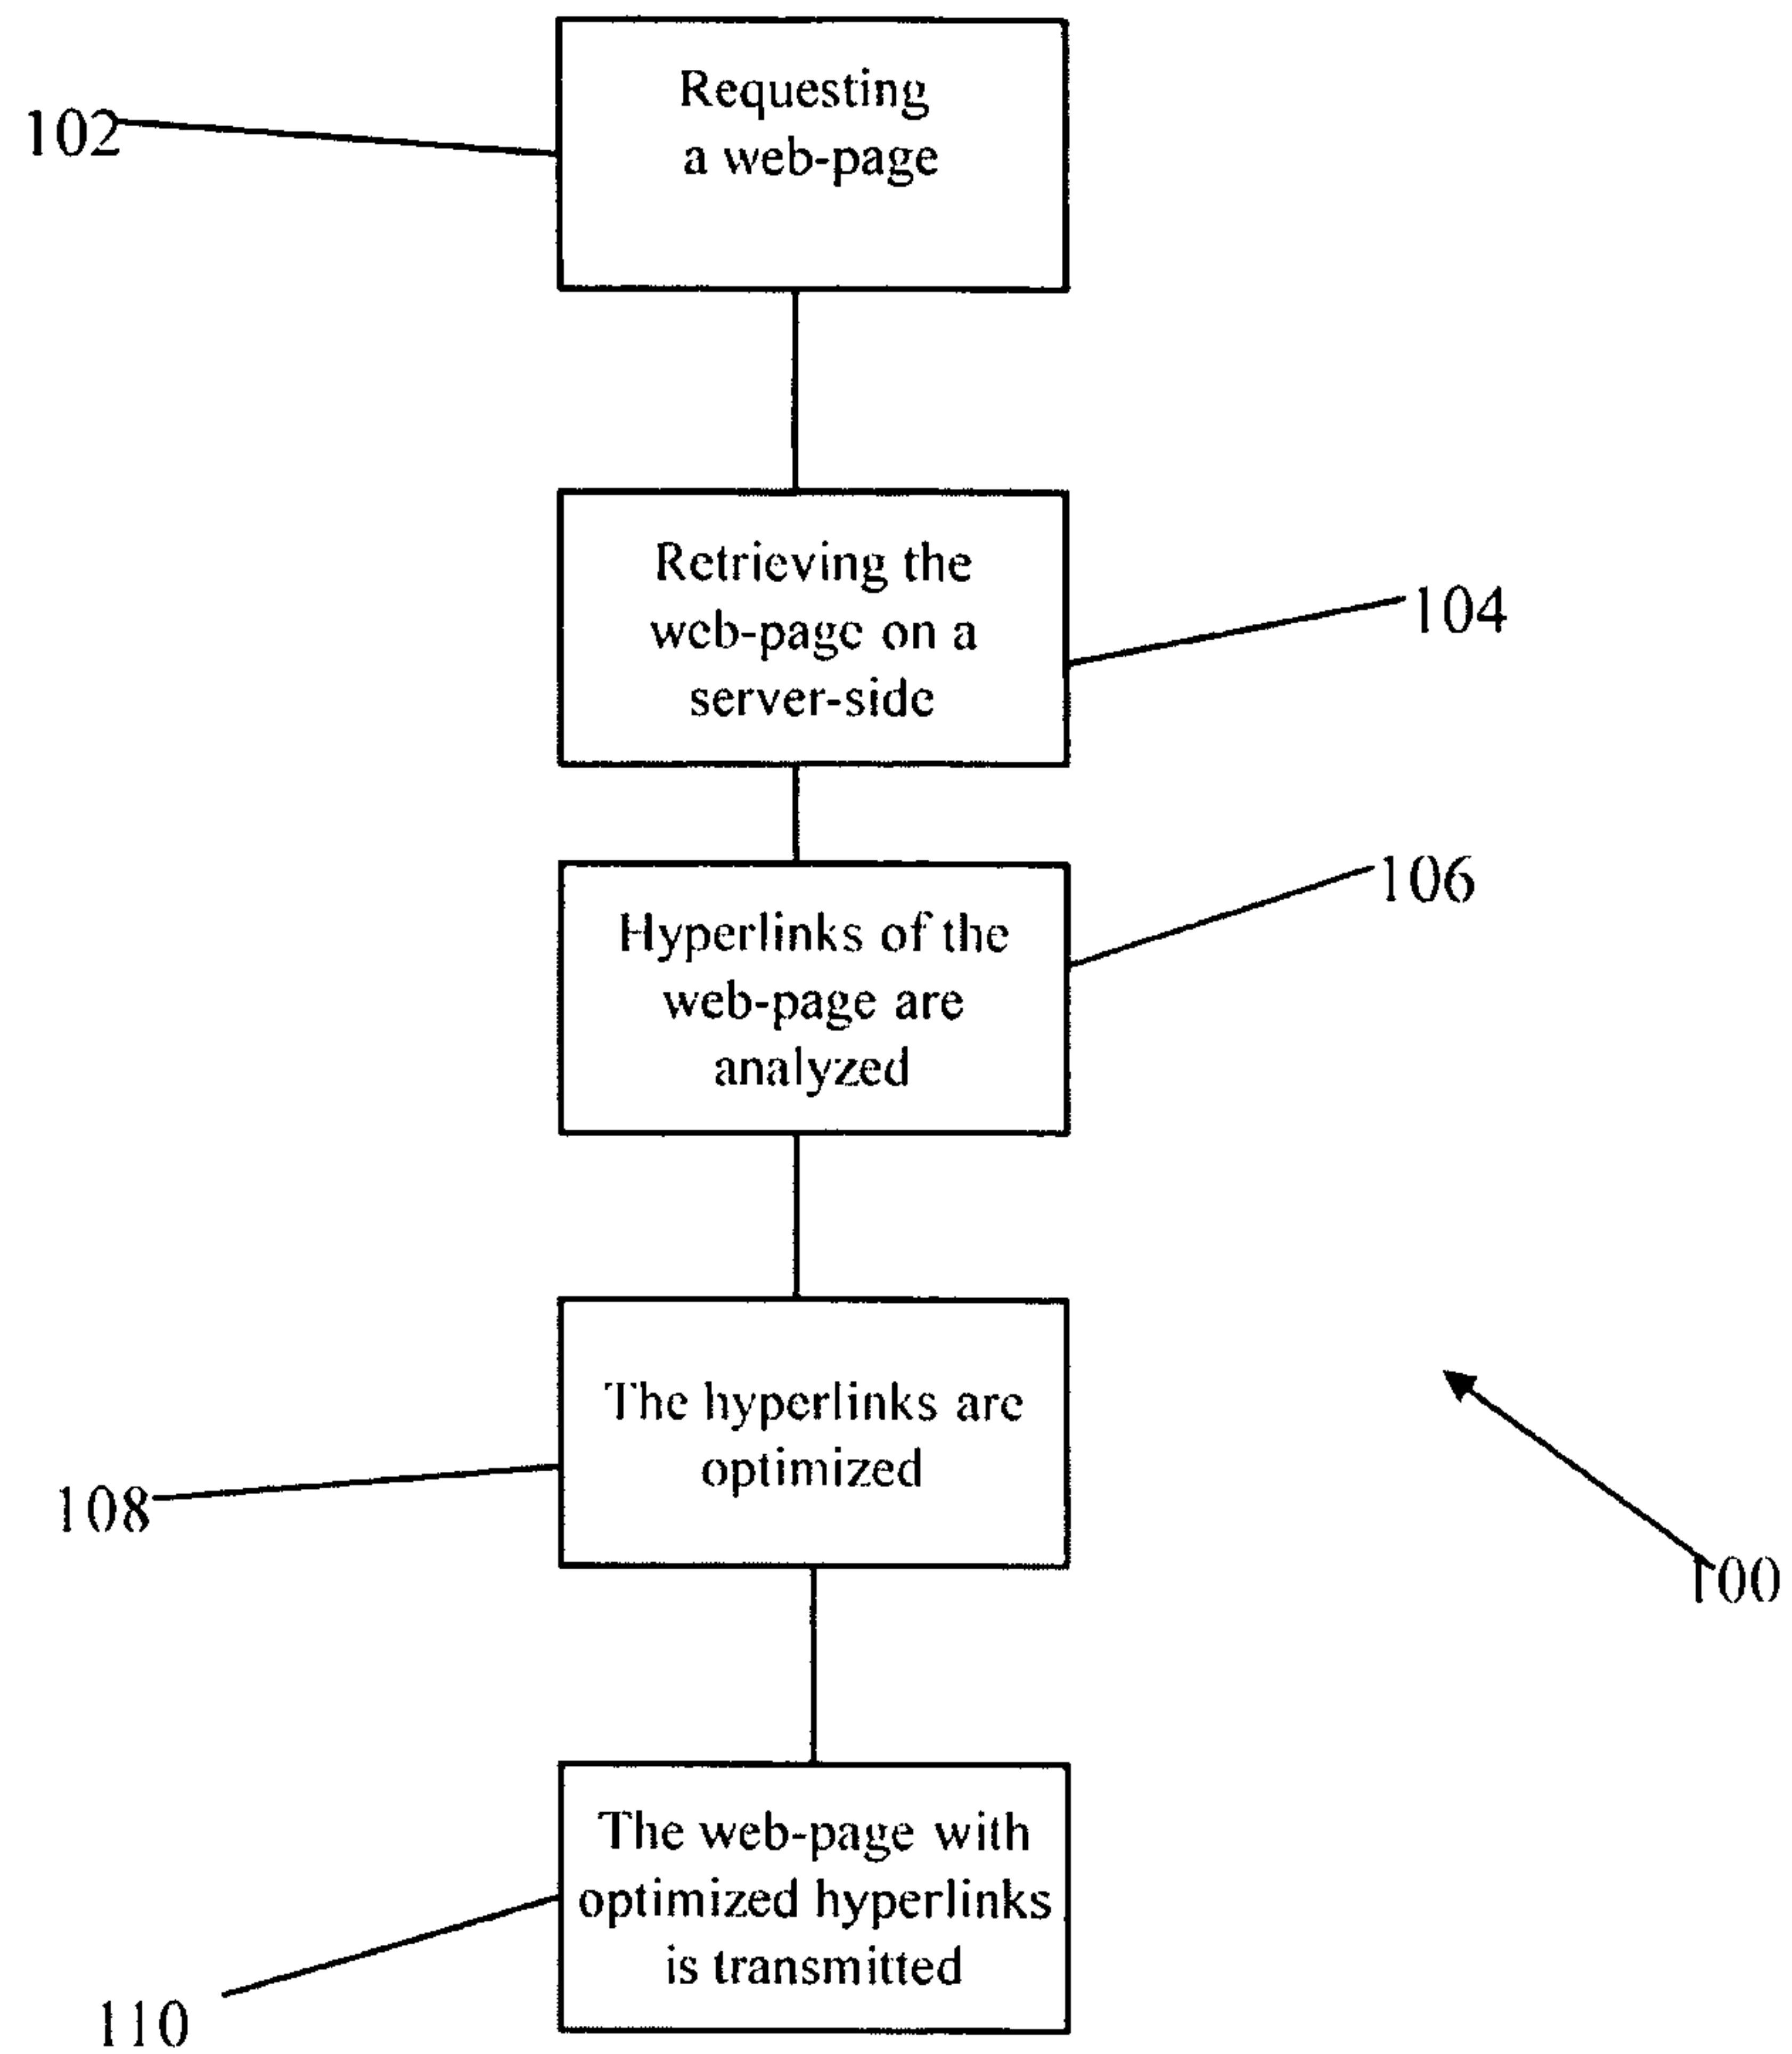 Requesting
a web-page
102
Retrieving the
web-page on a
server-side
104
106
Hyperlinks of the
web-page are
analyzed
The hyperlinks are
optimized
108
100
The web-page with
optimized hyperlinks
is transmitted
110